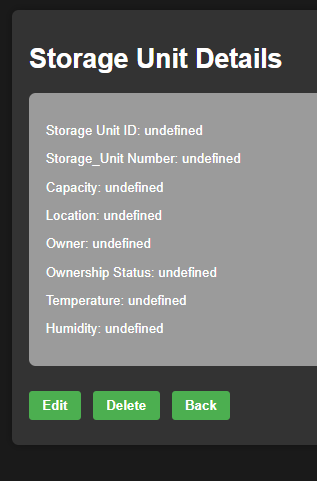 Storage Unit Details
Storage Unit ID: undefined
Storage_Unit Number: undefined
Capacity: undefined
Location: undefined
Owner: undefined
Ownership Status: undefined
Temperature: undefined
Humidity: undefined
Edit Delete Back